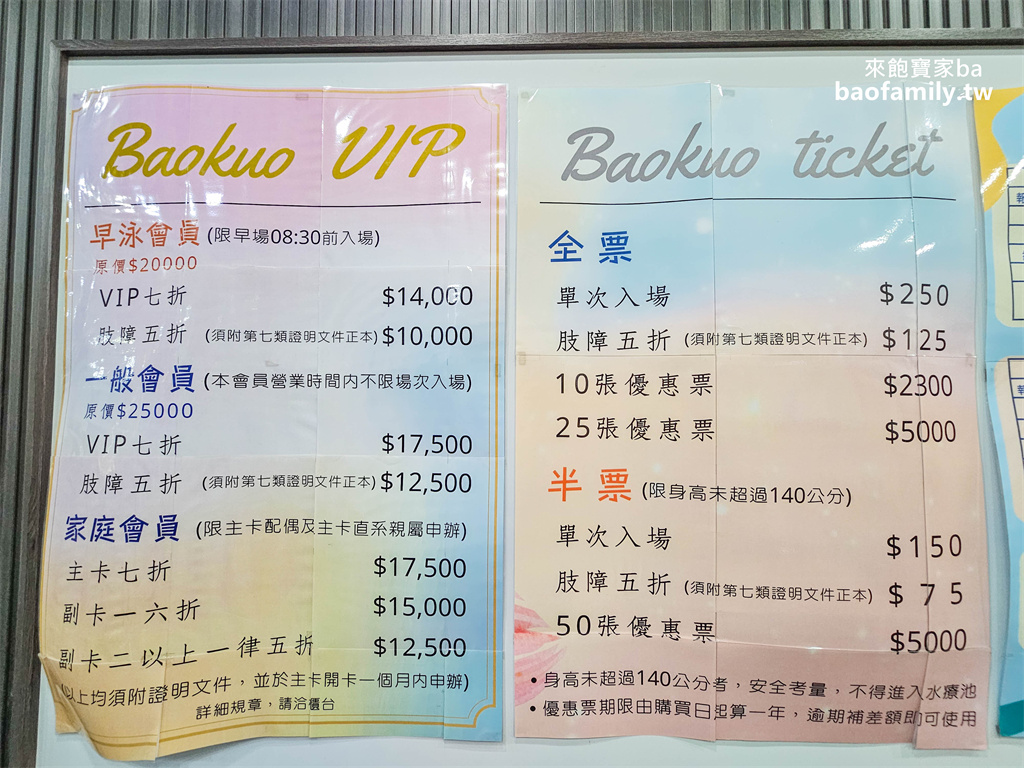 來飽寶家ba
baofamily.tw
Baokuo VIP
早泳會員 (限早場08:30前入場)
原價$20000
VIP七折 $14,000
肢障五折 (須附第七類證明文件正本) $10,000
一般會員 (本會員營業時間内不限場次入場)
原價$25000
VIP七折 $17,500
肢障五折 (須附第七類證明文件正本) $12,500
家庭會員 (限主卡配偶及主卡直系親屬申辦)
主卡七折 $17,500
副卡一六折 $15,000
副卡二以上一律五折 $12,500
以上均須附證明文件，並於主卡開卡一個月内申辦)
詳細規章，請洽櫃台
Baokuo ticket
全票
單次入場 $250
肢障五折 (須附第七類證明文件正本) $125
10張優惠票 $2300
25張優惠票 $5000
半票 (限身高未超過140公分)
單次入場 $150
肢障五折 (須附第七類證明文件正本) $ 75
50張優惠票 $5000
•身高未超過140公分者，安全考量，不得進入水療池
•優惠票期限由購買日起算一年，逾期補差額即可使用